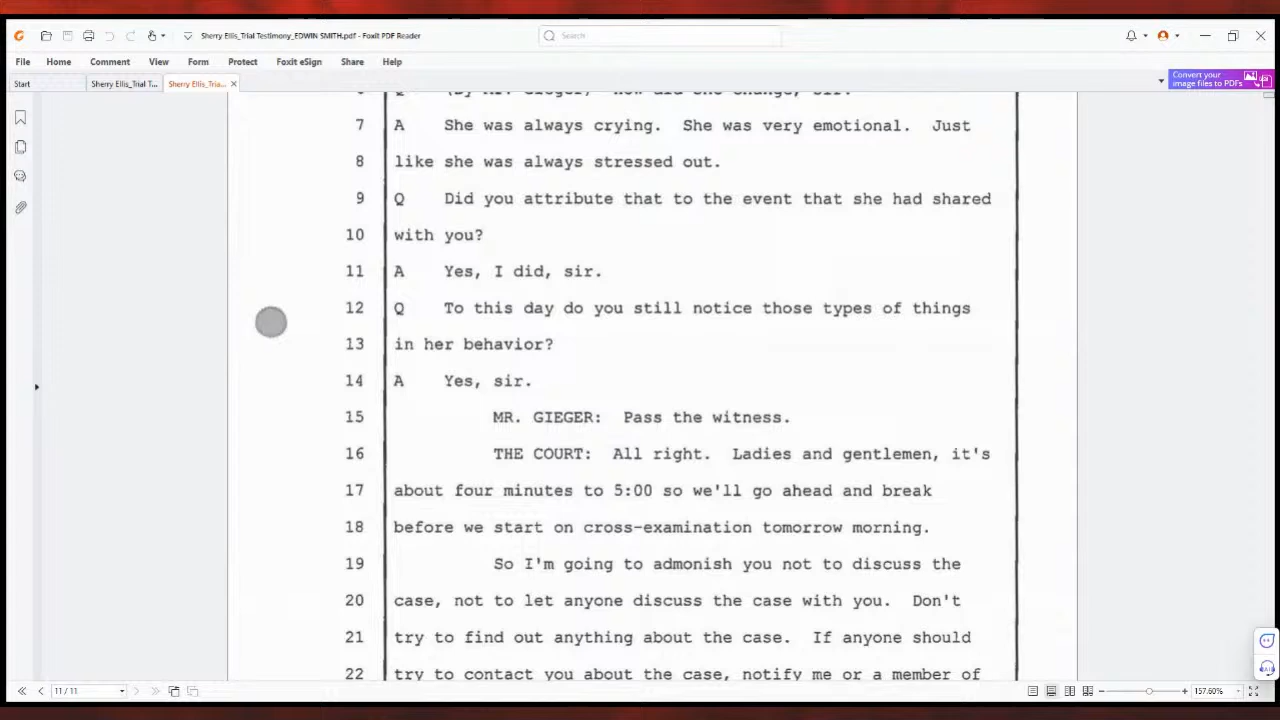 Sherry Ellis_Trial Testimony_EDWIN SMITH.pdf - Foxit PDF Reader
Search
File Home Comment View Form Protect Foxit eSign Share Help
Start Sherry Ellis_Trial T... Sherry Ellis_Tria...
Convert your
image files to PDFs
7 A She was always crying. She was very emotional. Just
8 like she was always stressed out.
9 Q Did you attribute that to the event that she had shared
10 with you?
11 A Yes, I did, sir.
12 Q To this day do you still notice those types of things
13 in her behavior?
14 A Yes, sir.
15 MR. GIEGER: Pass the witness.
16 THE COURT: All right. Ladies and gentlemen, it's
17 about four minutes to 5:00 so we'll go ahead and break
18 before we start on cross-examination tomorrow morning.
19 So I'm going to admonish you not to discuss the
20 case, not to let anyone discuss the case with you. Don't
21 try to find out anything about the case. If anyone should
22 try to contact you about the case, notify me or a member of
11 / 11
157.60%